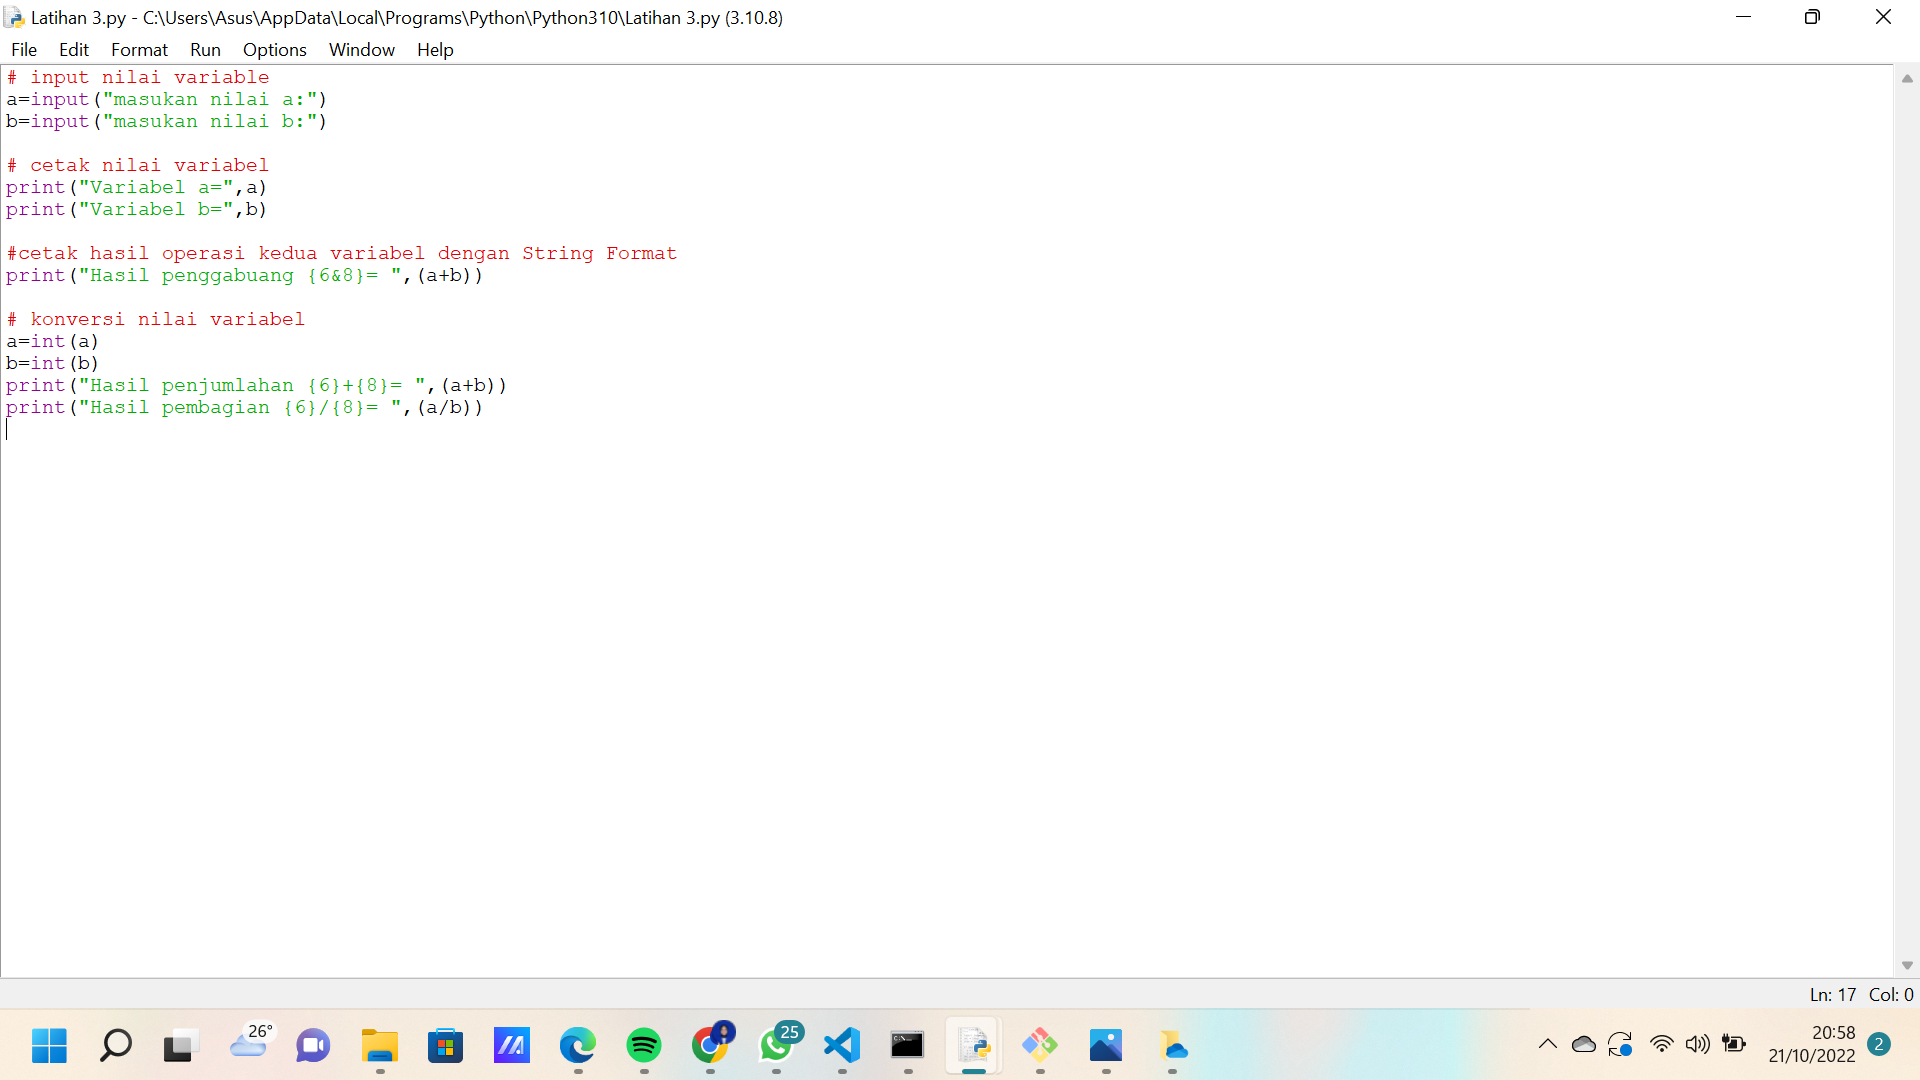 Latihan 3.py - C:\Users\Asus\AppData\Local\Programs\Python\Python310\Latihan 3.py (3.10.8)
File Edit Format Run Options Window Help
# input nilai variable
a=input("masukan nilai a:")
b=input("masukan nilai b:")
# cetak nilai variabel
print("Variabel a=",a)
print("Variabel b=",b)
#cetak hasil operasi kedua variabel dengan String Format
print("Hasil penggabuang {6&8}= ",(a+b))
# konversi nilai variabel
a=int(a)
b=int(b)
print("Hasil penjumlahan {6}+{8}= ",(a+b))
print("Hasil pembagian {6}/{8}= ",(a/b))
Ln: 17 Col: 0
26°
25
20:58
21/10/2022
2